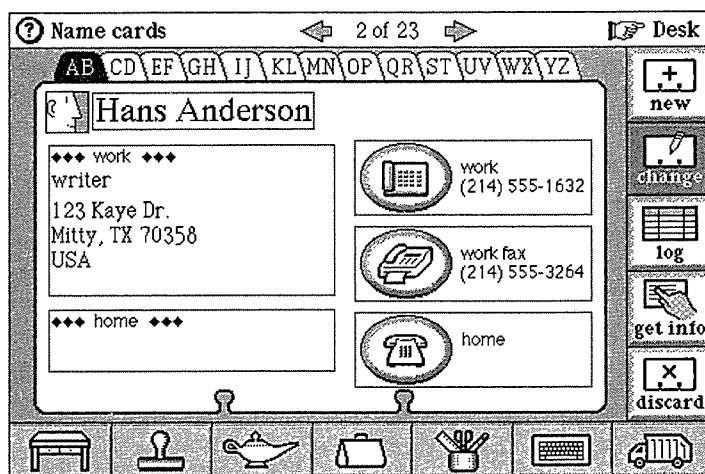 ? Name cards 2 of 23 Desk
AB CD EF GH IJ KL MN OP QR ST UV WX YZ
Hans Anderson
◆◆◆ work ◆◆◆
writer
123 Kaye Dr.
Mitty, TX 70358
USA
◆◆◆ home ◆◆◆
work
(214) 555-1632
work fax
(214) 555-3264
home
new
change
log
get info
discard